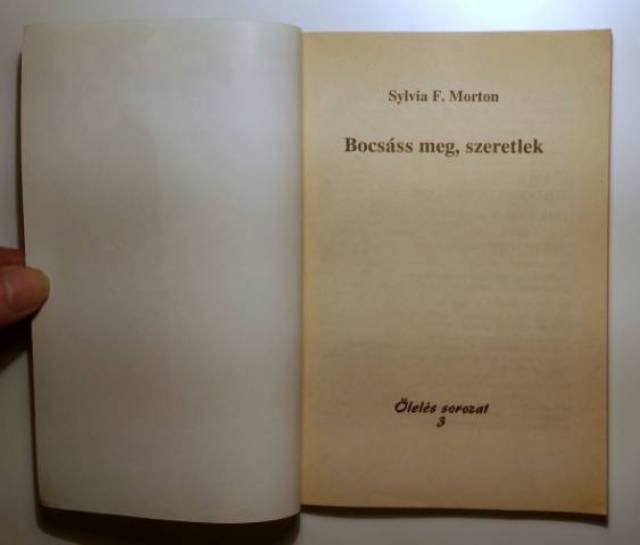 Sylvia F. Morton
Bocsáss meg, szeretlek
Ölelés sorozat
3